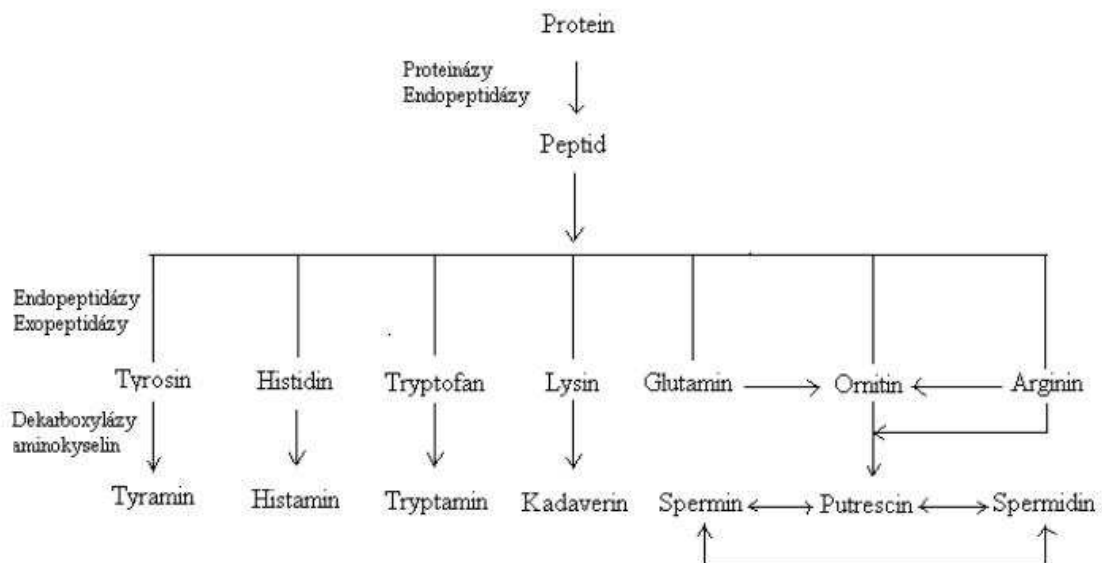 Protein
Proteinázy
Endopeptidázy
Peptid
Endopeptidázy
Exopeptidázy
Tyrosin Histidin Tryptofan Lysin Glutamin Ornitin Arginin
Dekarboxylázy
aminokyselin
Tyramin Histamin Tryptamin Kadaverin Spermin Putrescin Spermidin